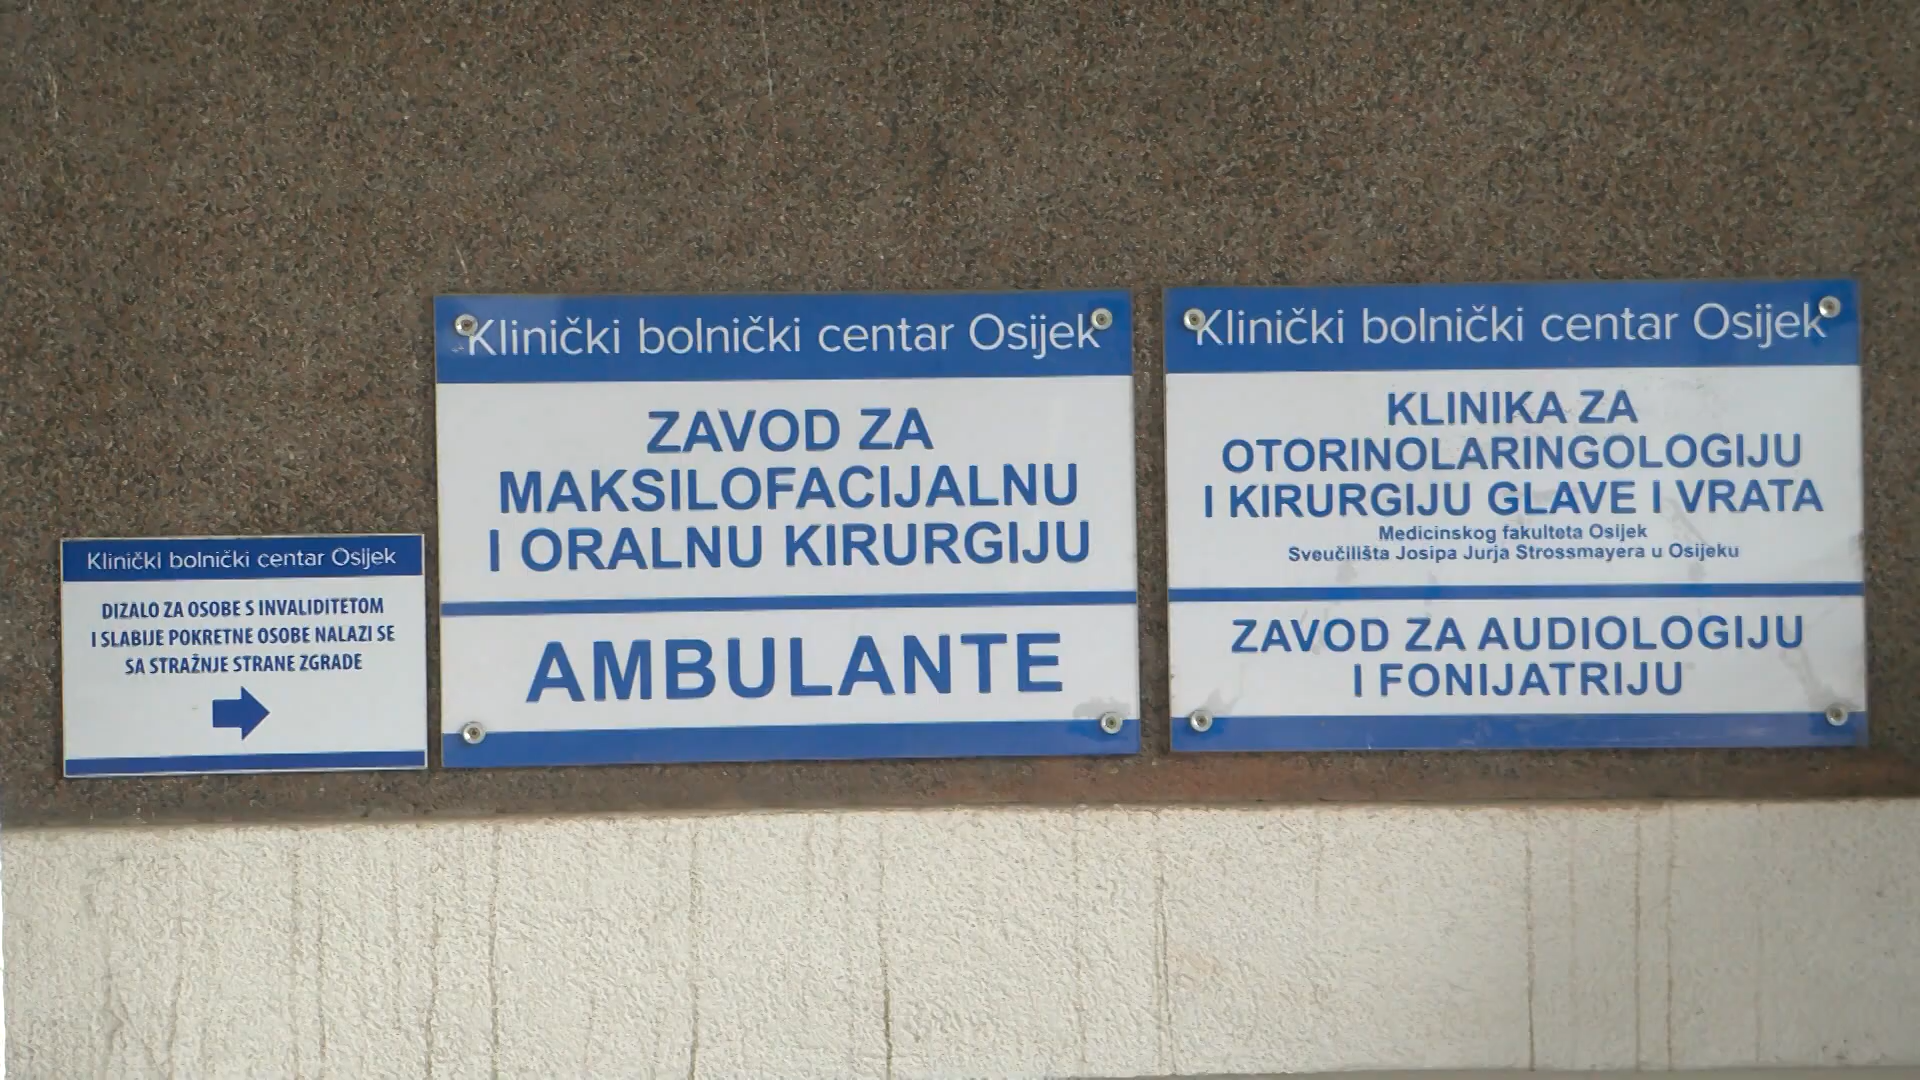 Klinički bolnički centar Osijek
DIZALO ZA OSOBE S INVALIDITETOM
I SLABIJE POKRETNE OSOBE NALAZI SE
SA STRAŽNJE STRANE ZGRADE
Klinički bolnički centar Osijek
ZAVOD ZA
MAKSILOFACIJALNU
I ORALNU KIRURGIJU
AMBULANTE
Klinički bolnički centar Osijek
KLINIKA ZA
OTORINOLARINGOLOGIJU
I KIRURGIJU GLAVE I VRATA
Medicinskog fakulteta Osijek
Sveučilišta Josipa Jurja Strossmayera u Osijeku
ZAVOD ZA AUDIOLOGIJU
I FONIJATRIJU